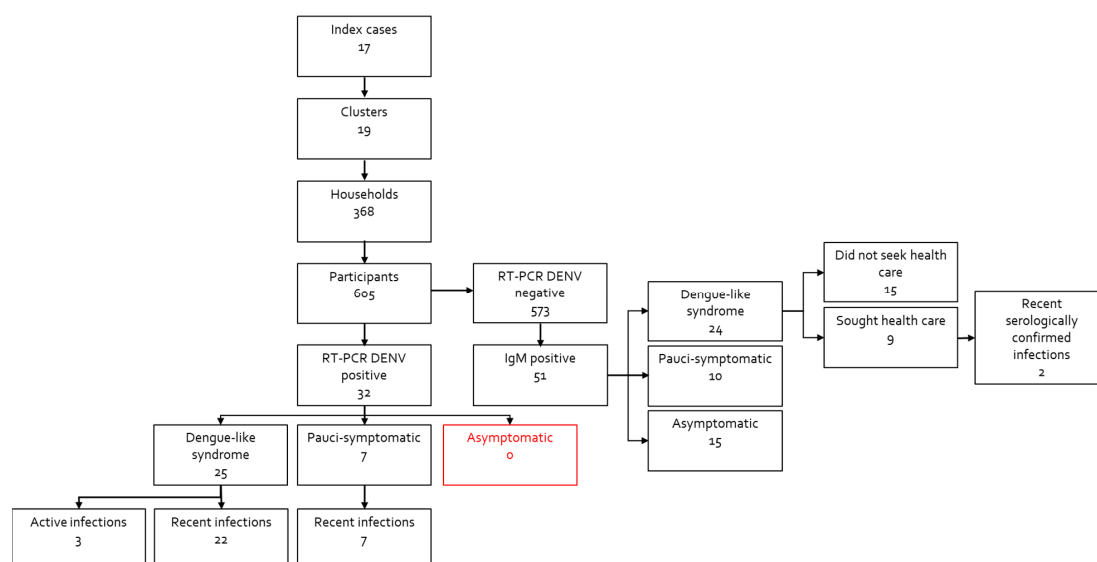 Index cases
17
Clusters
19
Households
368
Participants
605
RT-PCR DENV
negative
573
RT-PCR DENV
positive
32
IgM positive
51
Dengue-like
syndrome
24
Did not seek health
care
15
Sought health care
9
Recent
serologically
confirmed
infections
2
Pauci-symptomatic
10
Asymptomatic
15
Dengue-like
syndrome
25
Pauci-symptomatic
7
Asymptomatic
0
Active infections
3
Recent infections
22
Recent infections
7